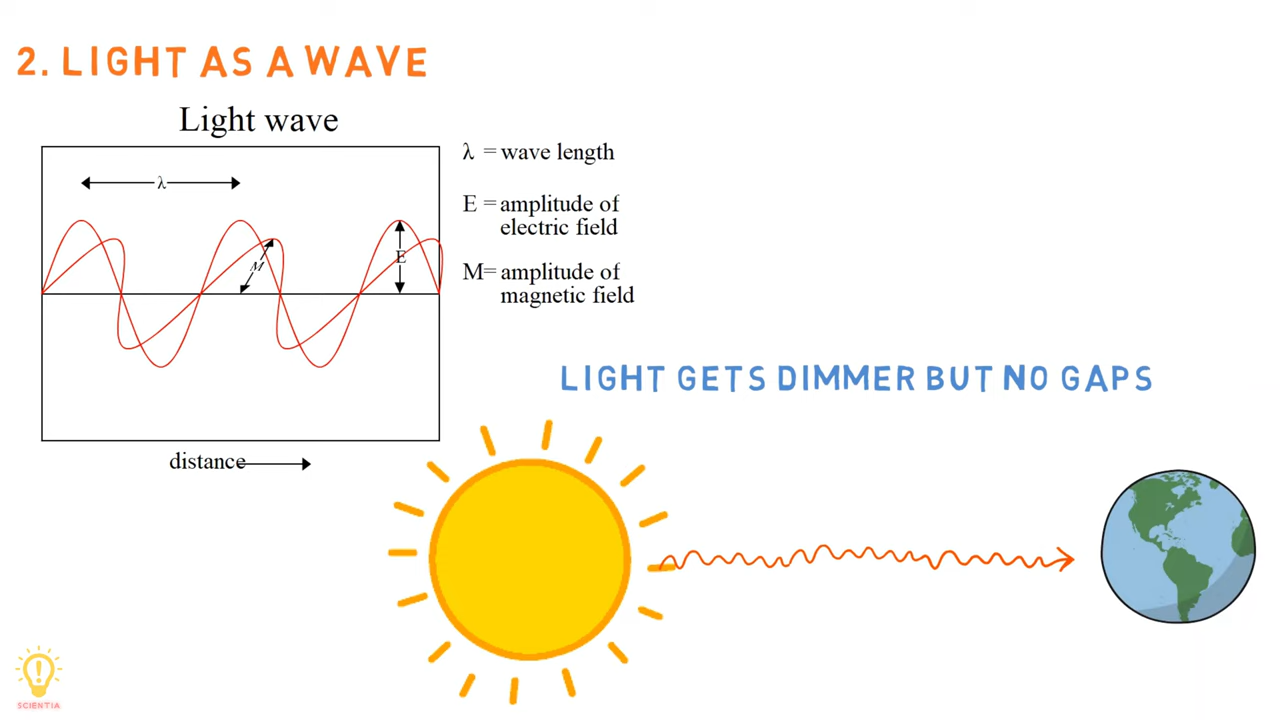 2. LIGHT AS A WAVE
Light wave
λ
λ = wave length
E = amplitude of
electric field
M
E
M= amplitude of
magnetic field
LIGHT GETS DIMMER BUT NO GAPS
distance
SCIENTIA